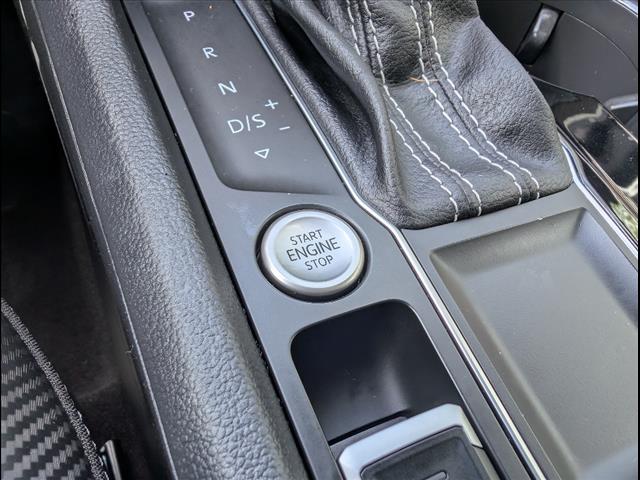 P
R
N
D/S + -
START
ENGINE
STOP